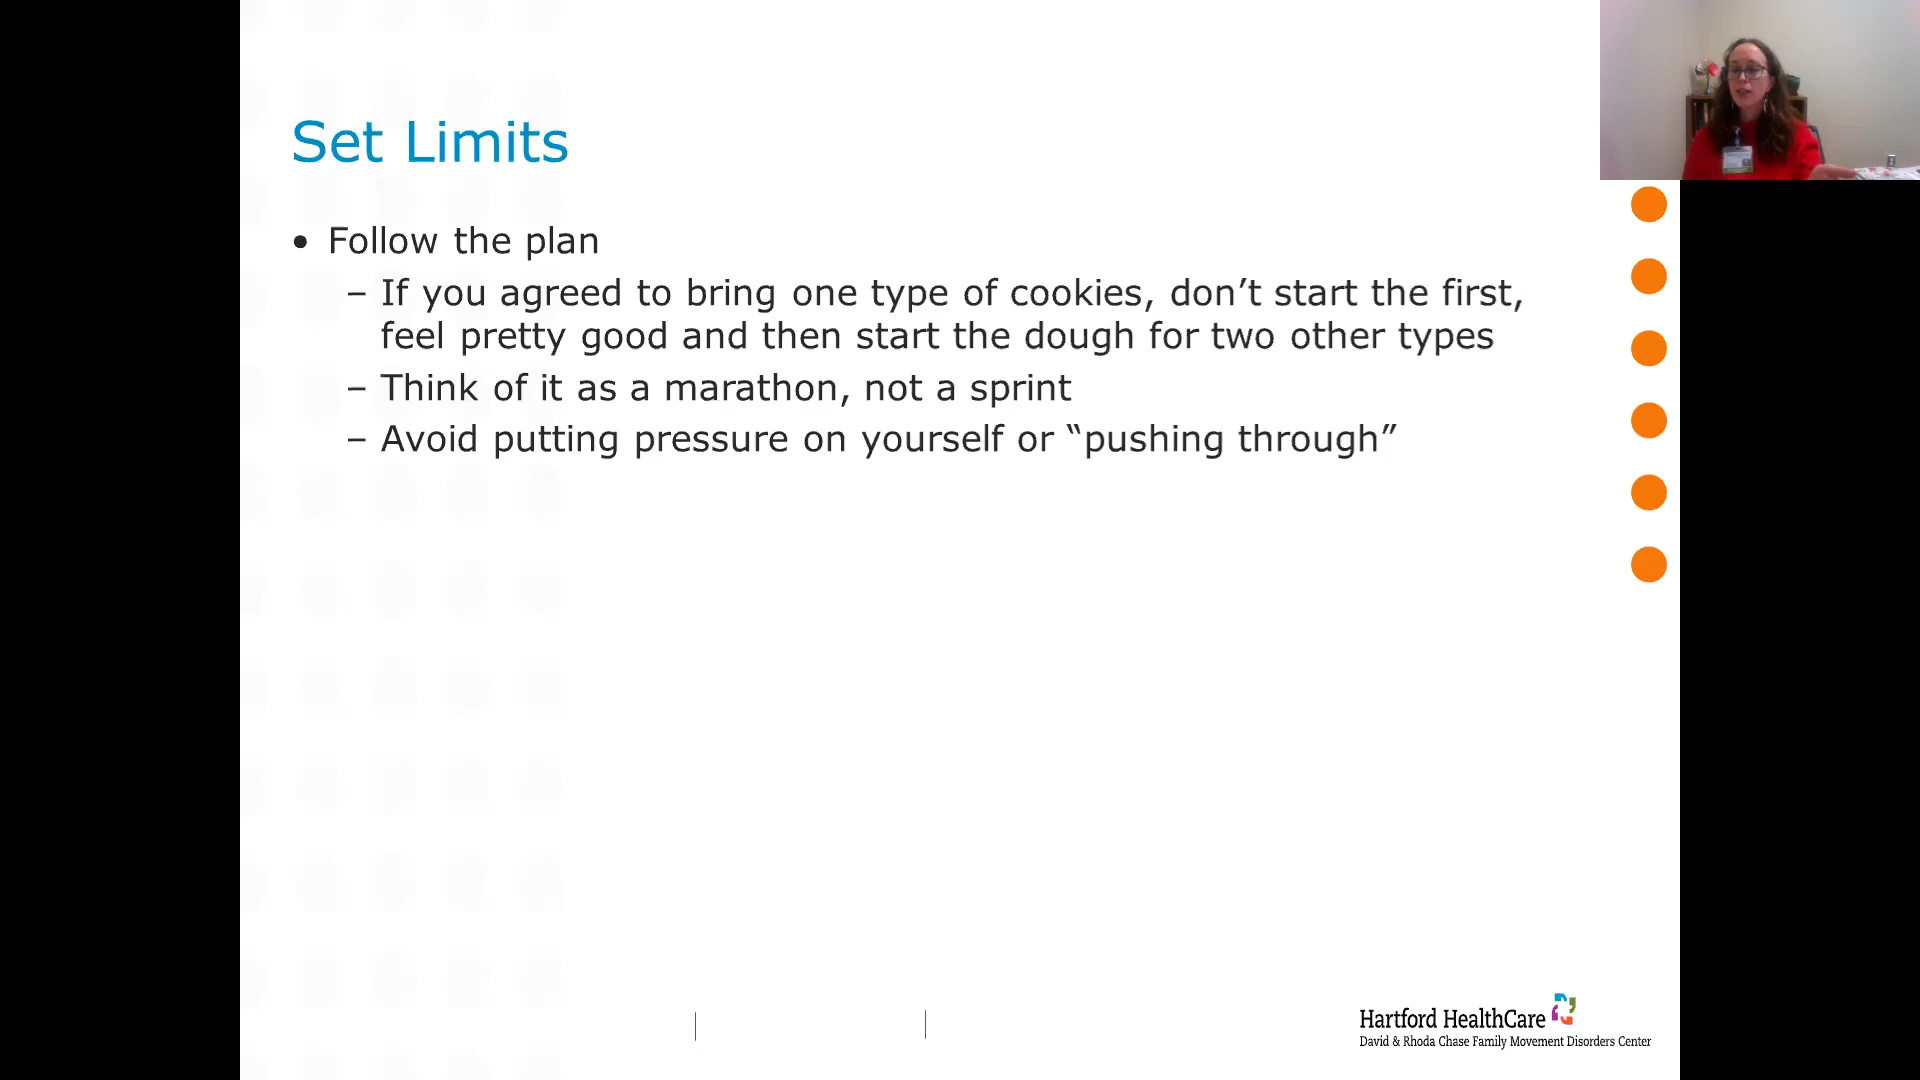 Set Limits
• Follow the plan
– If you agreed to bring one type of cookies, don’t start the first,
feel pretty good and then start the dough for two other types
– Think of it as a marathon, not a sprint
– Avoid putting pressure on yourself or “pushing through”
Hartford HealthCare
David & Rhoda Chase Family Movement Disorders Center